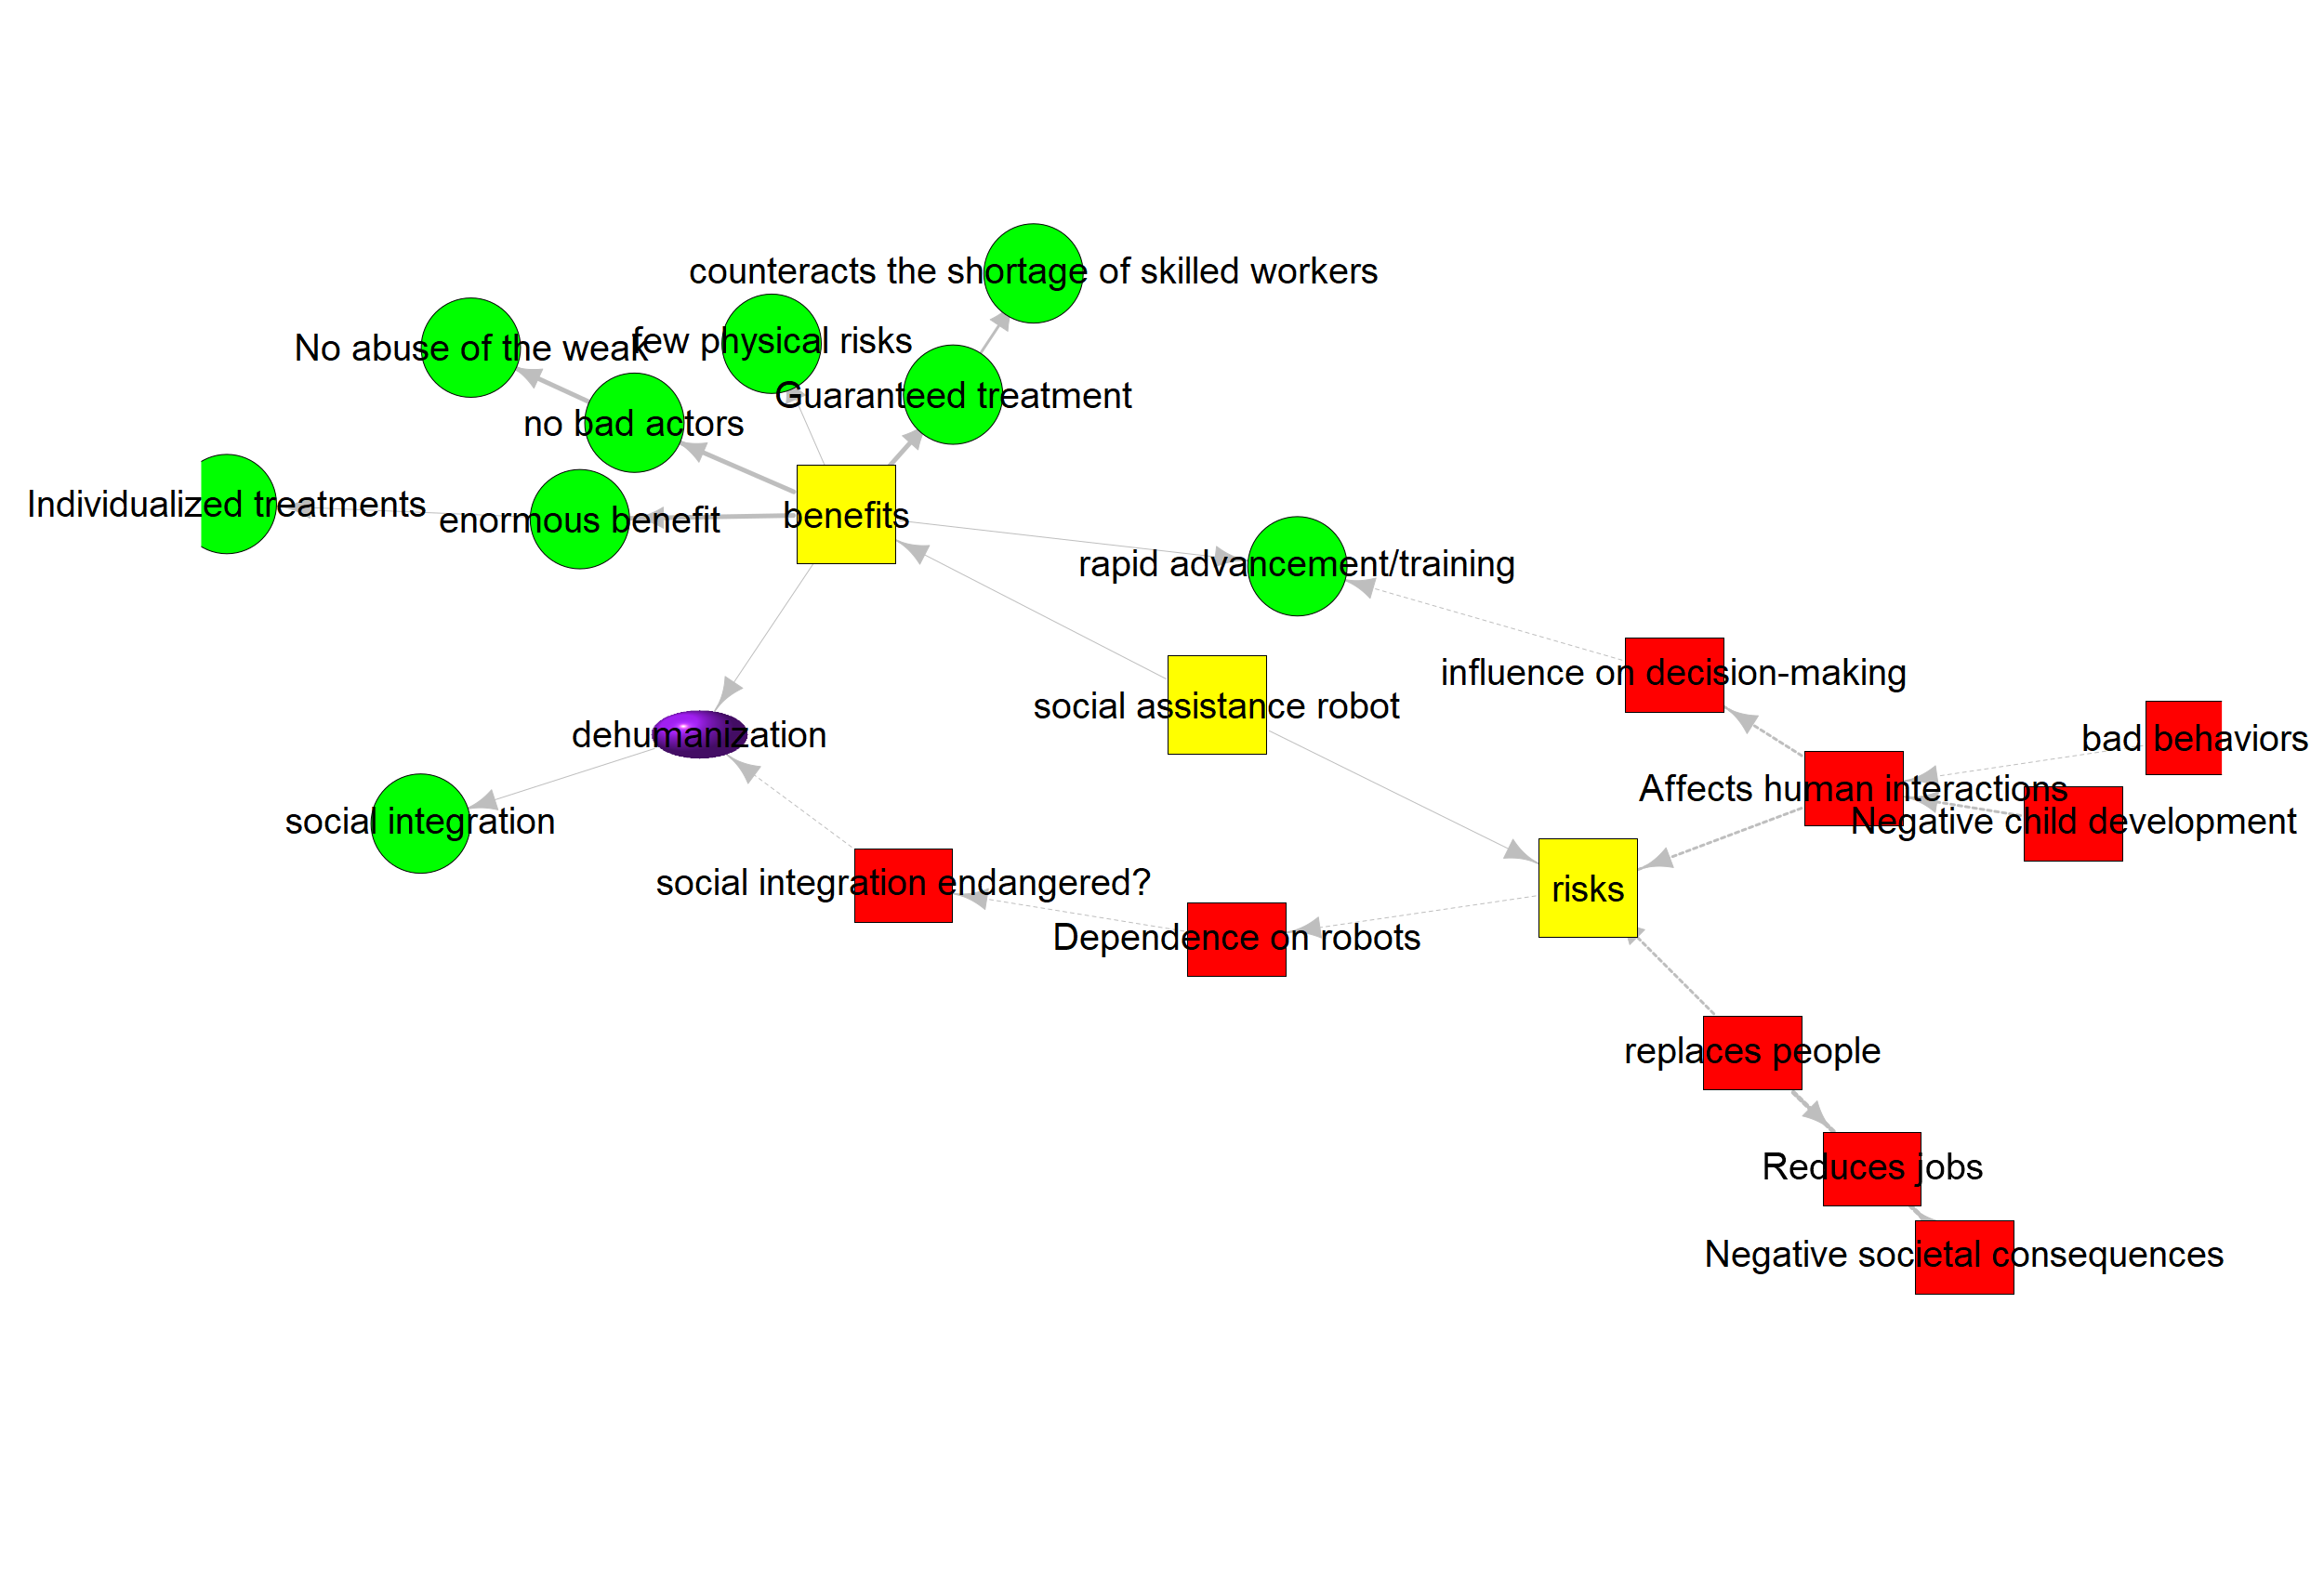 counteracts the shortage of skilled workers
few physical risks
No abuse of the weak
Guaranteed treatment
no bad actors
Individualized treatments
enormous benefit
benefits
rapid advancement/training
influence on decision-making
social assistance robot
dehumanization
bad behaviors
Affects human interactions
social integration
Negative child development
social integration endangered?
risks
Dependence on robots
replaces people
Reduces jobs
Negative societal consequences